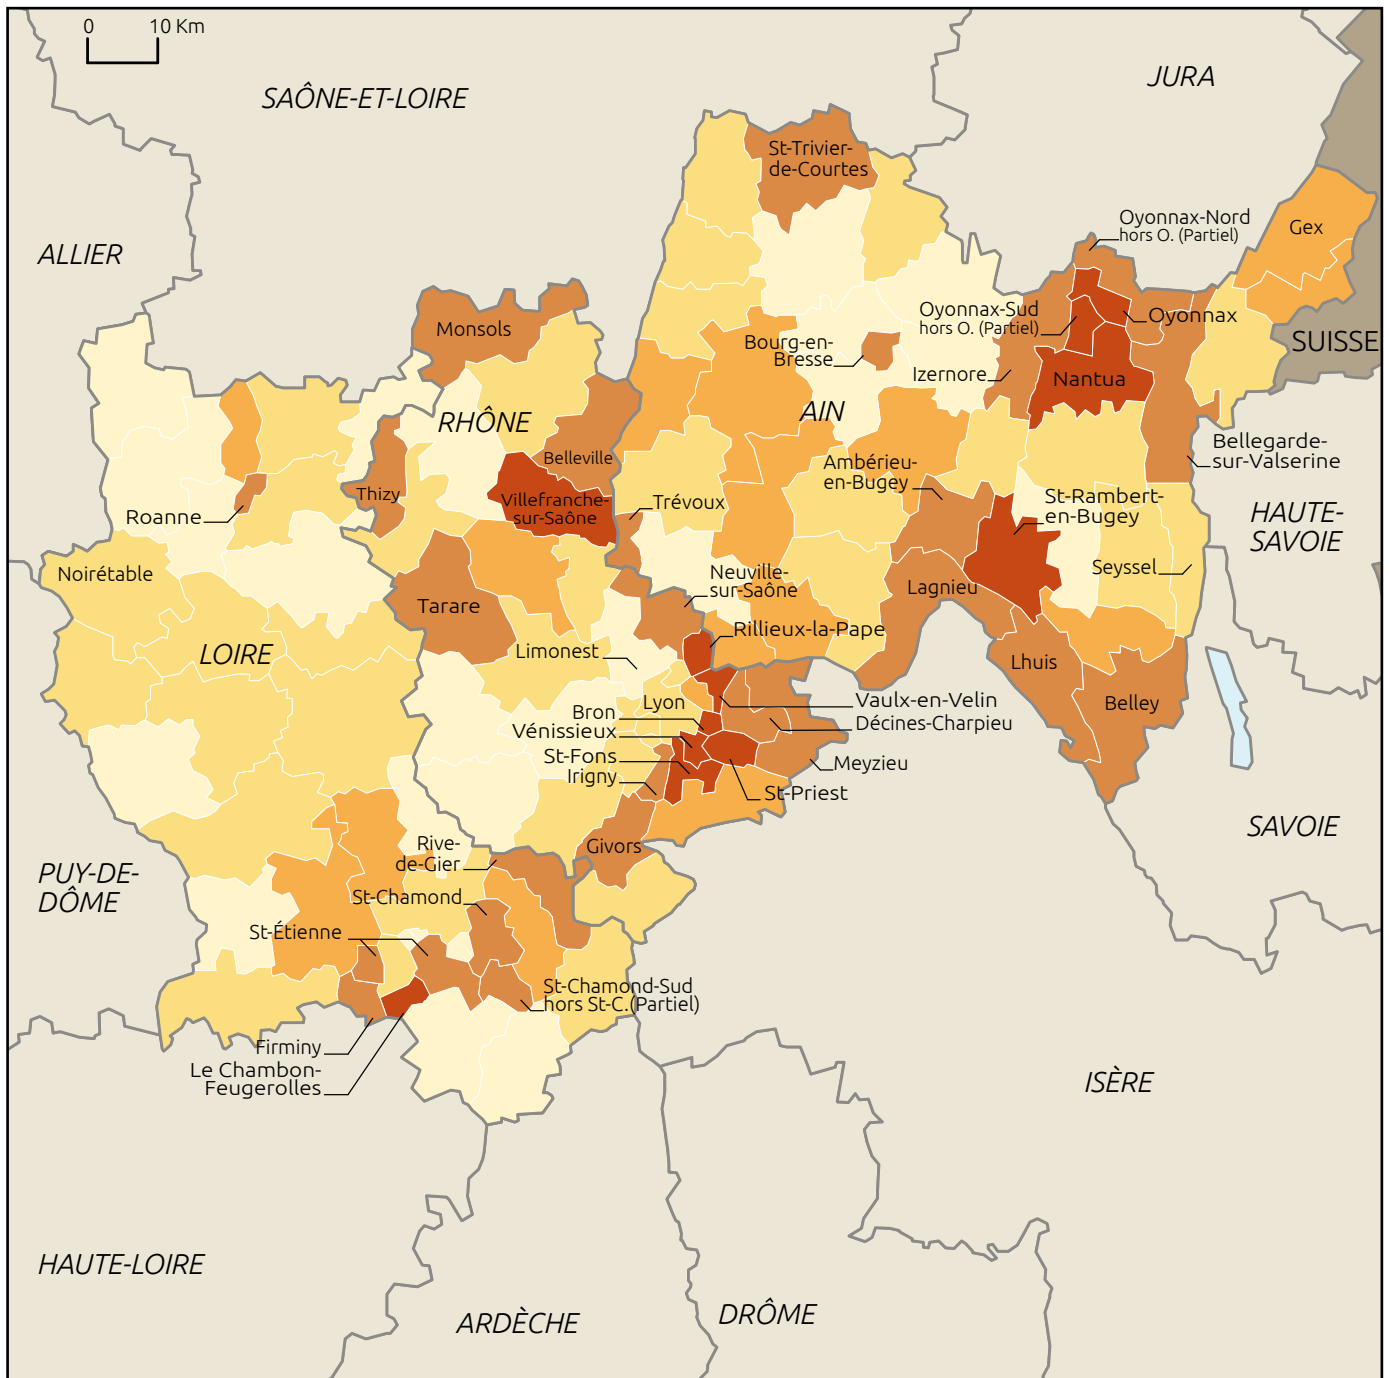 0 10 Km
JURA
SAÔNE-ET-LOIRE
St-Trivier-
de-Courtes
Oyonnax-Nord
hors O. (Partiel)
Gex
ALLIER
Oyonnax-Sud
hors O. (Partiel)
Oyonnax
Monsols
Bourg-en-
Bresse
SUISSE
Izernore
Nantua
AIN
RHÔNE
Bellegarde-
sur-Valserine
Belleville
Ambérieu-
en-Bugey
Thizy
Villefranche-
sur-Saône
Trévoux
St-Rambert-
en-Bugey
Roanne
HAUTE-
SAVOIE
Noirétable
Seyssel
Neuville-
sur-Saône
Lagnieu
Tarare
Rillieux-la-Pape
LOIRE
Limonest
Lhuis
Lyon
Vaulx-en-Velin
Belley
Bron
Décines-Charpieu
Vénissieux
St-Fons
Meyzieu
Irigny
St-Priest
SAVOIE
Givors
Rive-
de-Gier
PUY-DE-
DÔME
St-Chamond
St-Étienne
St-Chamond-Sud
hors St-C.(Partiel)
Firminy
Le Chambon-
Feugerolles
ISÈRE
HAUTE-LOIRE
DRÔME
ARDÈCHE